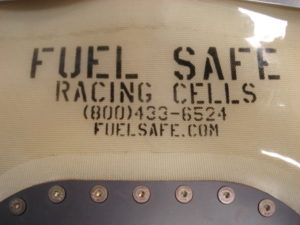 FUEL SAFE
RACING CELLS
(800)433-6524
FUELSAFE.COM